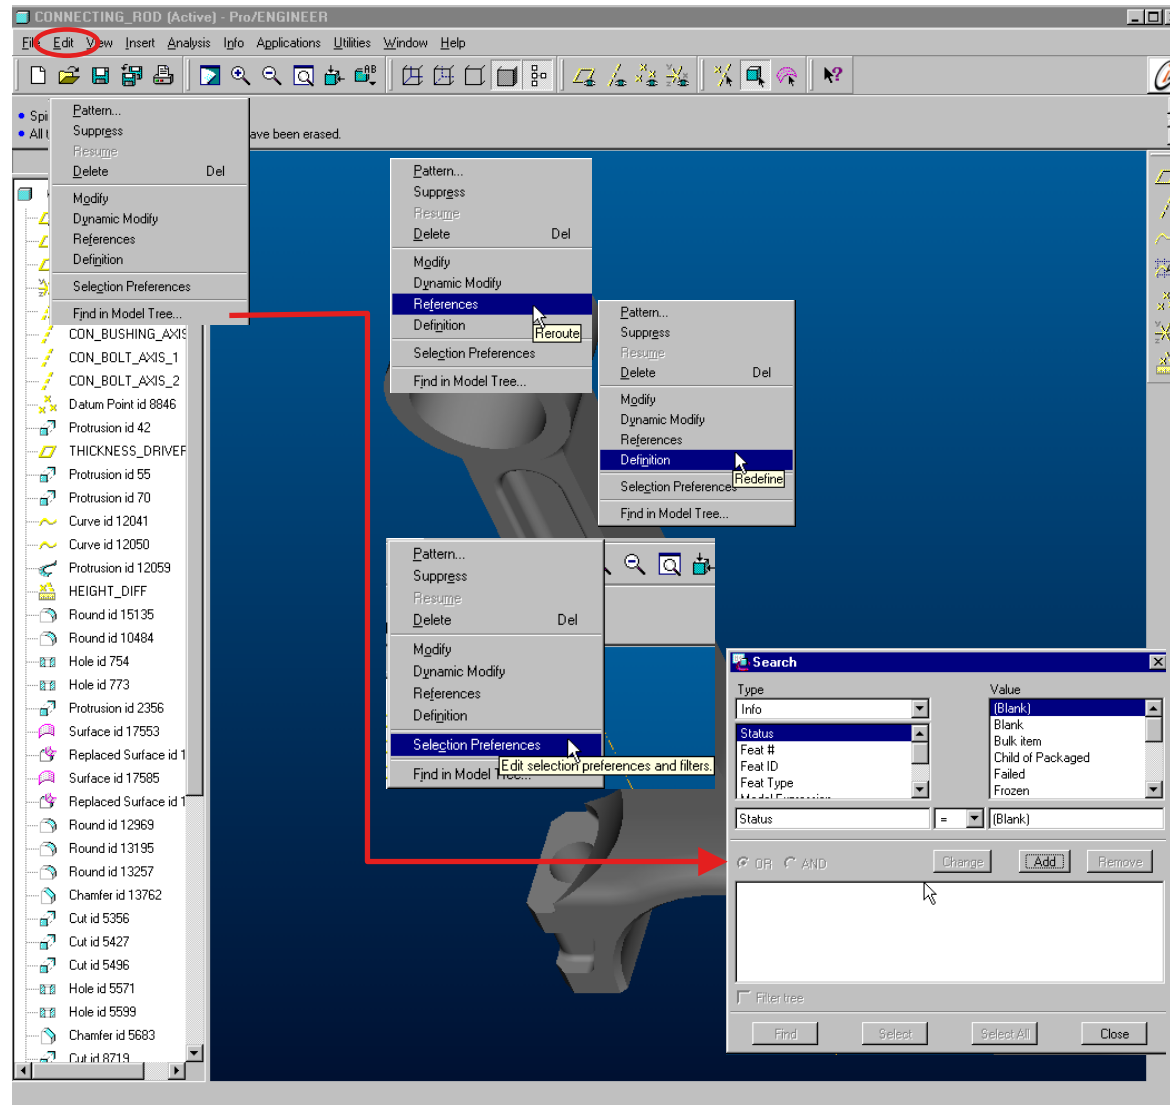 CONNECTING_ROD (Active) - Pro/ENGINEER
File Edit View Insert Analysis Info Applications Utilities Window Help
AB
• Spi
• All t
ave been erased.
Pattern...
Suppress
Resume
Delete Del
Modify
Dynamic Modify
References
Definition
Selection Preferences
Find in Model Tree...
CON_BUSHING_AXIS
CON_BOLT_AXIS_1
CON_BOLT_AXIS_2
Datum Point id 8846
Protrusion id 42
THICKNESS_DRIVER
Protrusion id 55
Protrusion id 70
Curve id 12041
Curve id 12050
Protrusion id 12059
HEIGHT_DIFF
Round id 15135
Round id 10484
Hole id 754
Hole id 773
Protrusion id 2356
Surface id 17553
Replaced Surface id 1
Surface id 17585
Replaced Surface id 1
Round id 12969
Round id 13195
Round id 13257
Chamfer id 13762
Cut id 5356
Cut id 5427
Cut id 5496
Hole id 5571
Hole id 5599
Chamfer id 5683
Cut id 8719
Pattern...
Suppress
Resume
Delete Del
Modify
Dynamic Modify
References
Definition
Reroute
Selection Preferences
Find in Model Tree...
Pattern...
Suppress
Resume
Delete Del
Modify
Dynamic Modify
References
Definition
Redefine
Selection Preferences
Find in Model Tree...
Pattern...
Suppress
Resume
Delete Del
Modify
Dynamic Modify
References
Definition
Selection Preferences
Edit selection preferences and filters.
Find in Model Tree...
Search
Type Value
Info
Status
Feat #
Feat ID
Feat Type
Model Expression
(Blank)
Blank
Bulk item
Child of Packaged
Failed
Frozen
Status = (Blank)
OR AND Change Add Remove
Filter tree
Find Select Select All Close